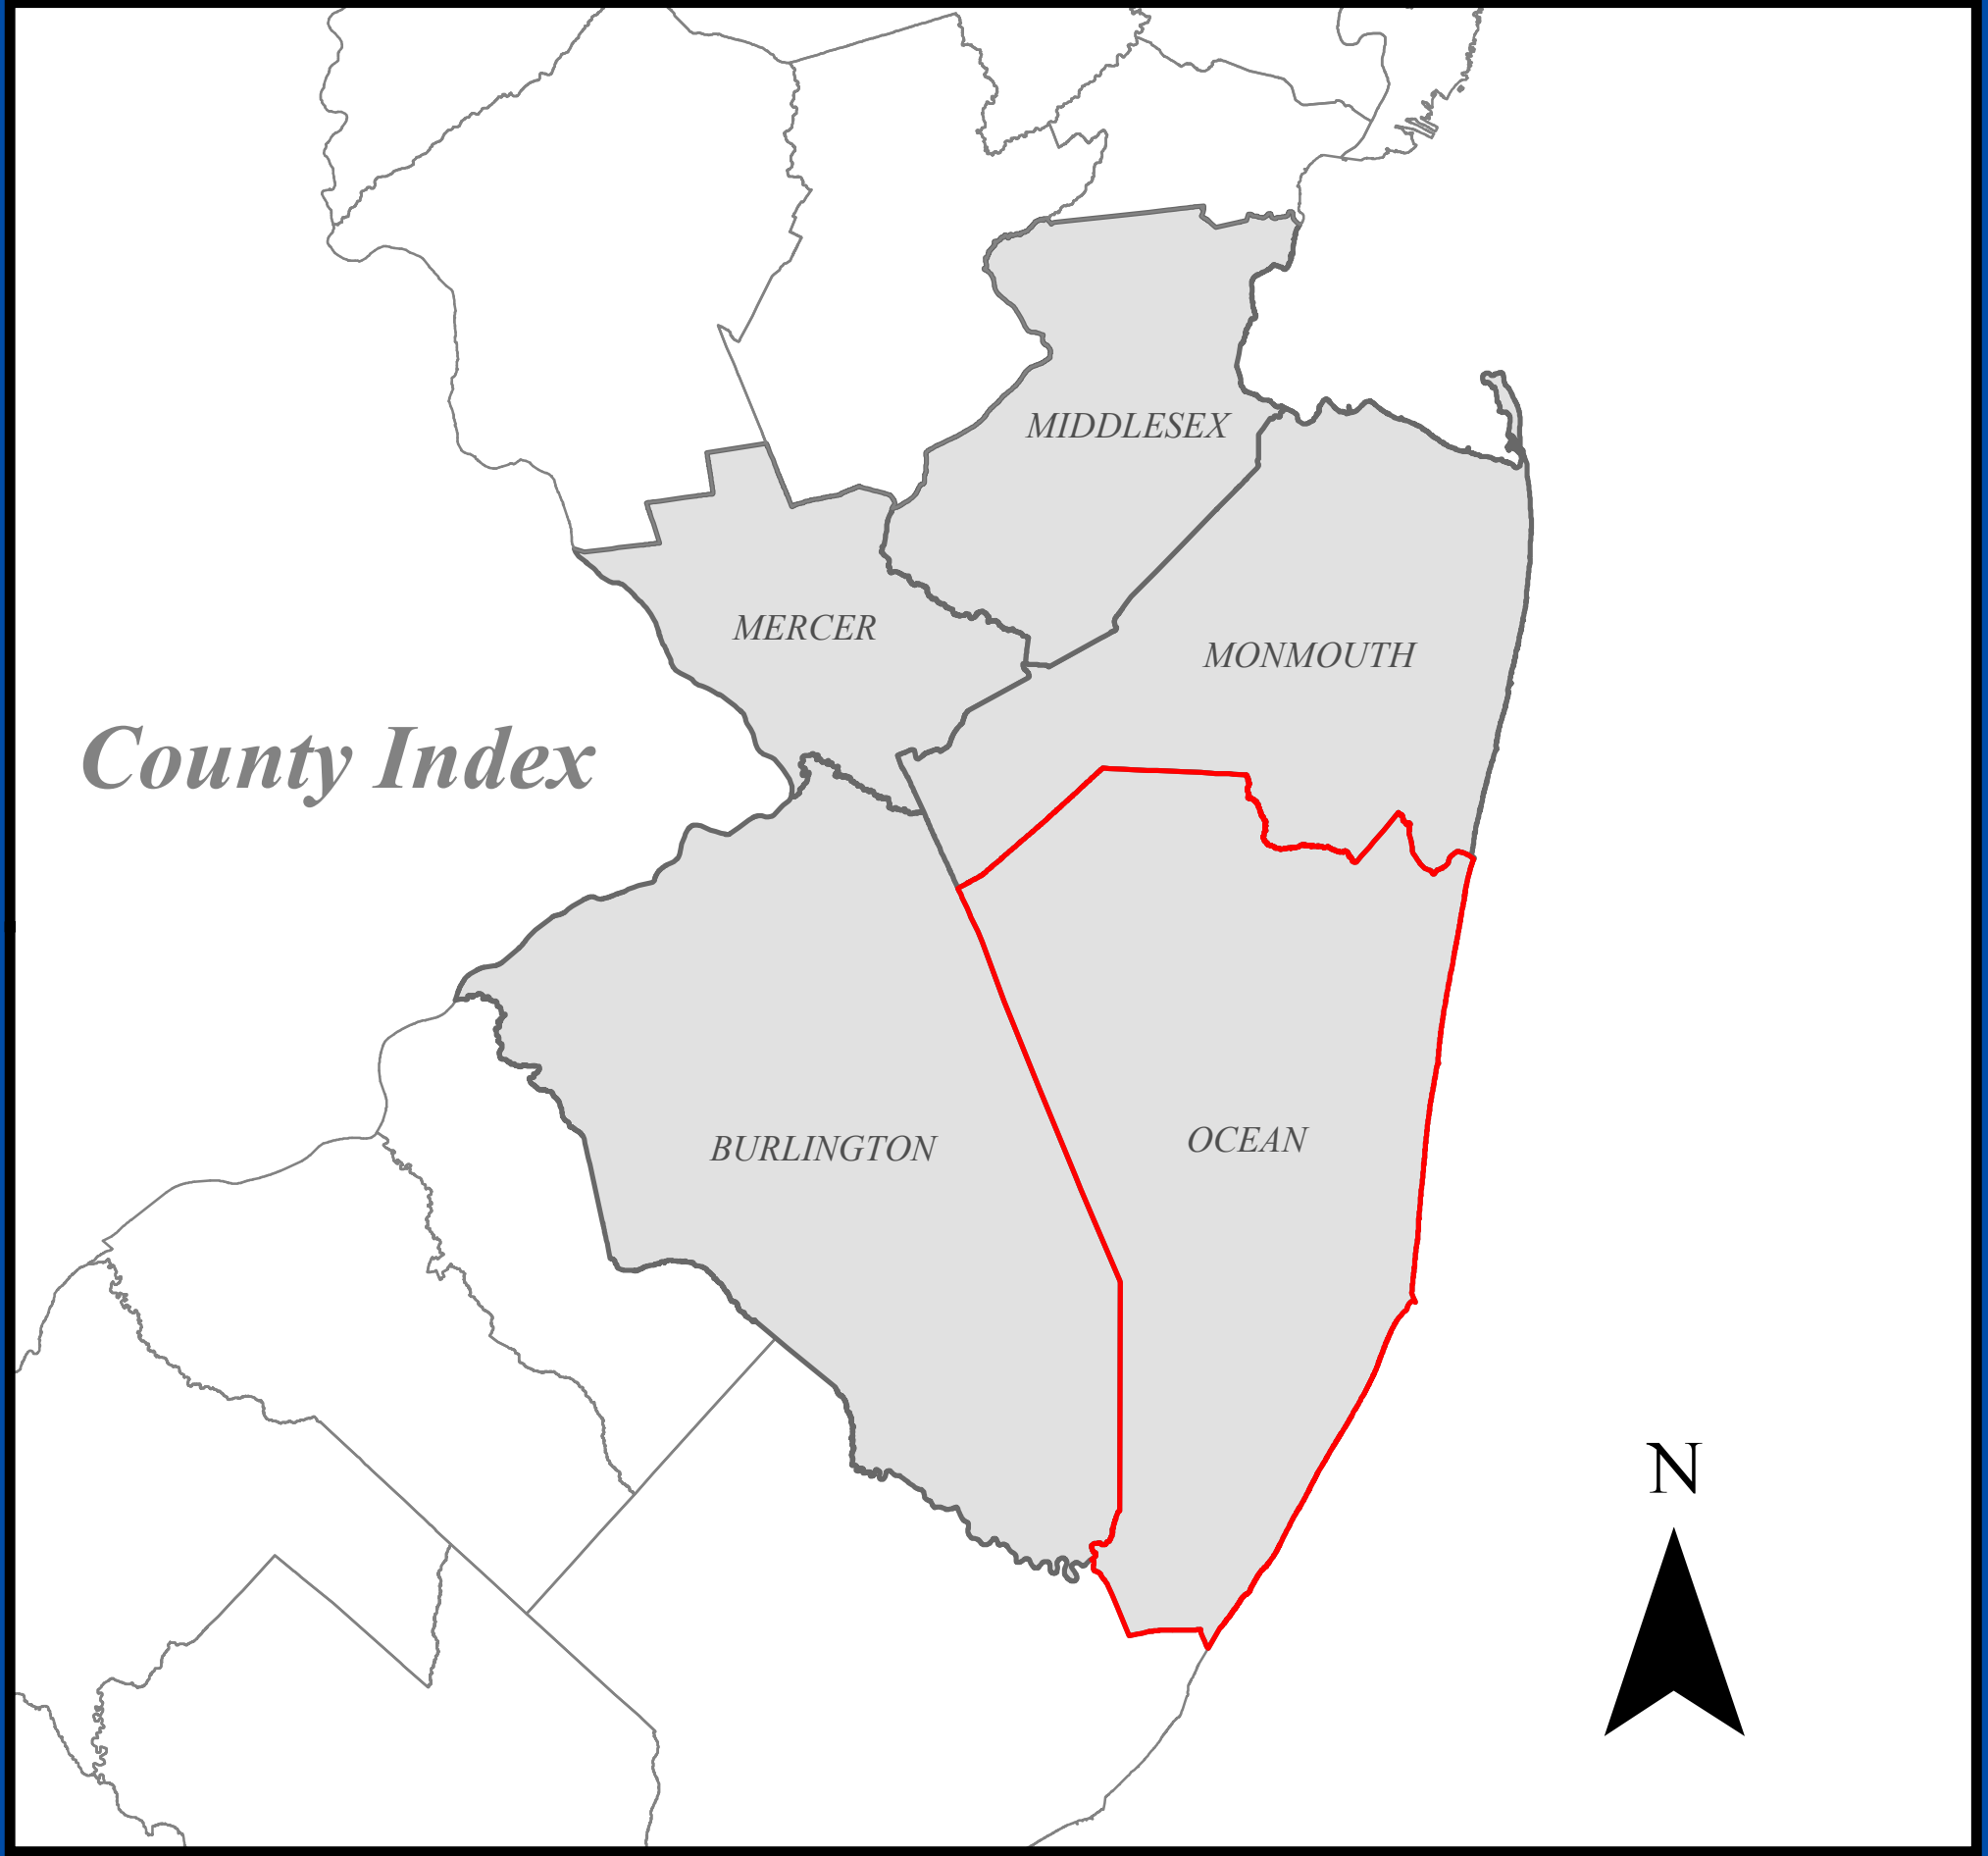 MIDDLESEX
MERCER
MONMOUTH
County Index
BURLINGTON
OCEAN
N